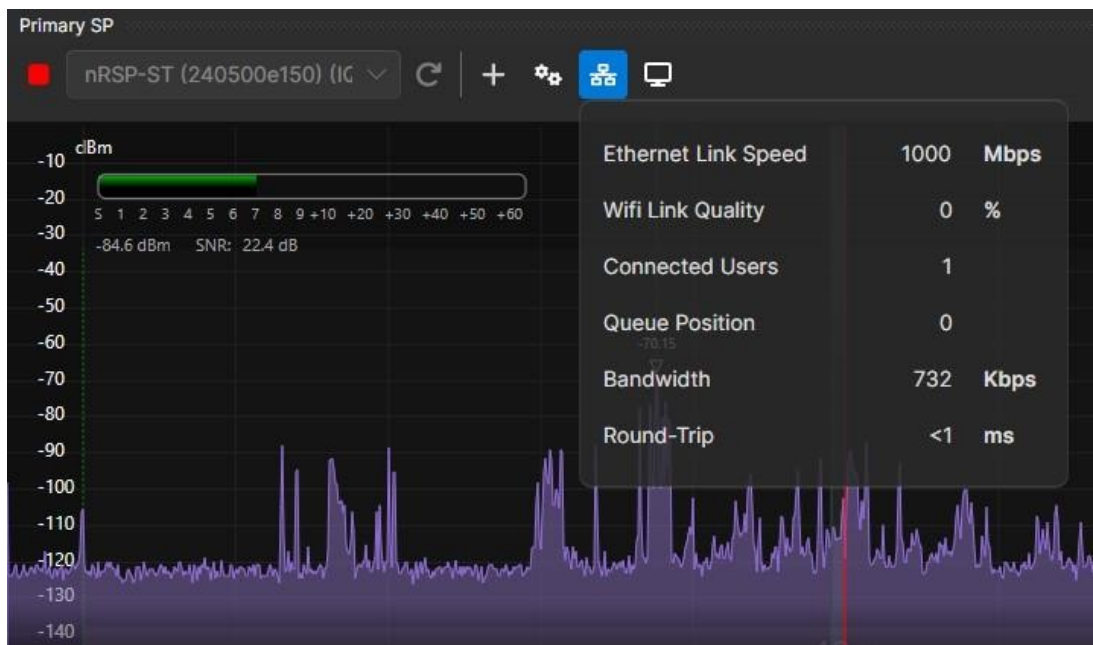 Primary SP
nRSP-ST (240500e150) (IC
dBm
-10
-20
-30
-40
-50
-60
-70
-80
-90
-100
-110
-120
-130
-140
S 1 2 3 4 5 6 7 8 9 +10 +20 +30 +40 +50 +60
-84.6 dBm SNR: 22.4 dB
Ethernet Link Speed 1000 Mbps
Wifi Link Quality 0 %
Connected Users 1
Queue Position 0
-70.15
Bandwidth 732 Kbps
Round-Trip <1 ms